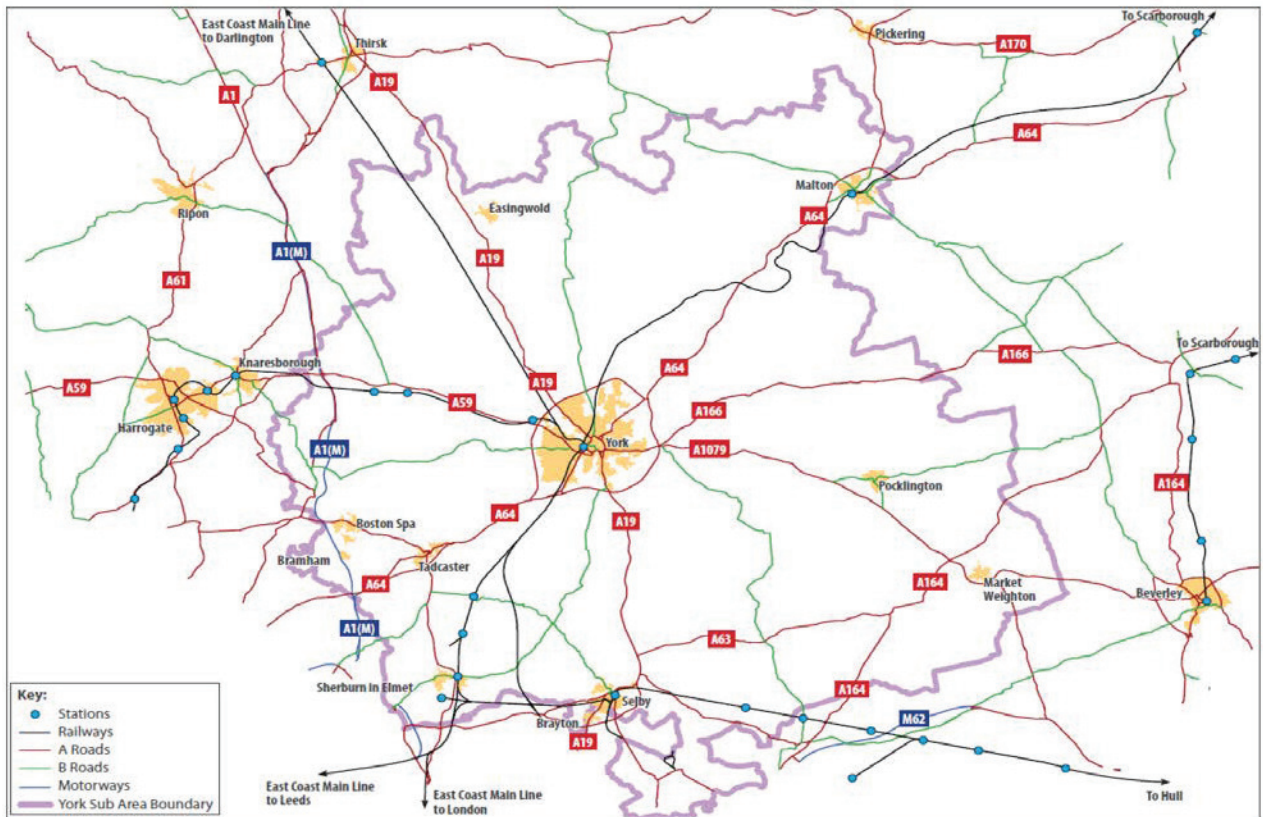 East Coast Main Line
to Darlington
Thirsk
Pickering
To Scarborough
A170
A19
A1
A64
Malton
Ripon
Easingwold
A64
A1(M)
A19
A61
Knaresborough
To Scarborough
A166
A59
A19
A64
A59
A166
Harrogate
York
A1079
A1(M)
Pocklington
A164
A64
A19
Boston Spa
Bramham
Tadcaster
A64
A164
Market
Weighton
Beverley
A1(M)
A63
Sherburn in Elmet
A164
Selby
Brayton
M62
A19
Key:
Stations
Railways
A Roads
B Roads
Motorways
York Sub Area Boundary
East Coast Main Line
to Leeds
East Coast Main Line
to London
To Hull